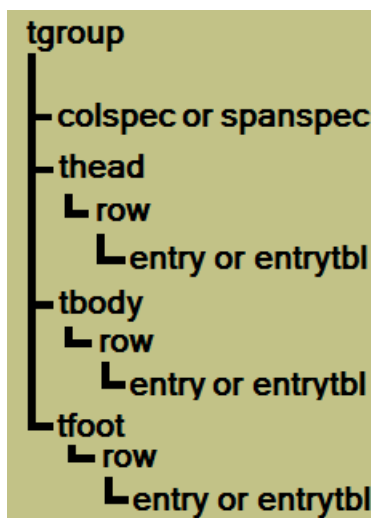 tgroup
colspec or spanspec
thead
row
entry or entrytbl
tbody
row
entry or entrytbl
tfoot
row
entry or entrytbl